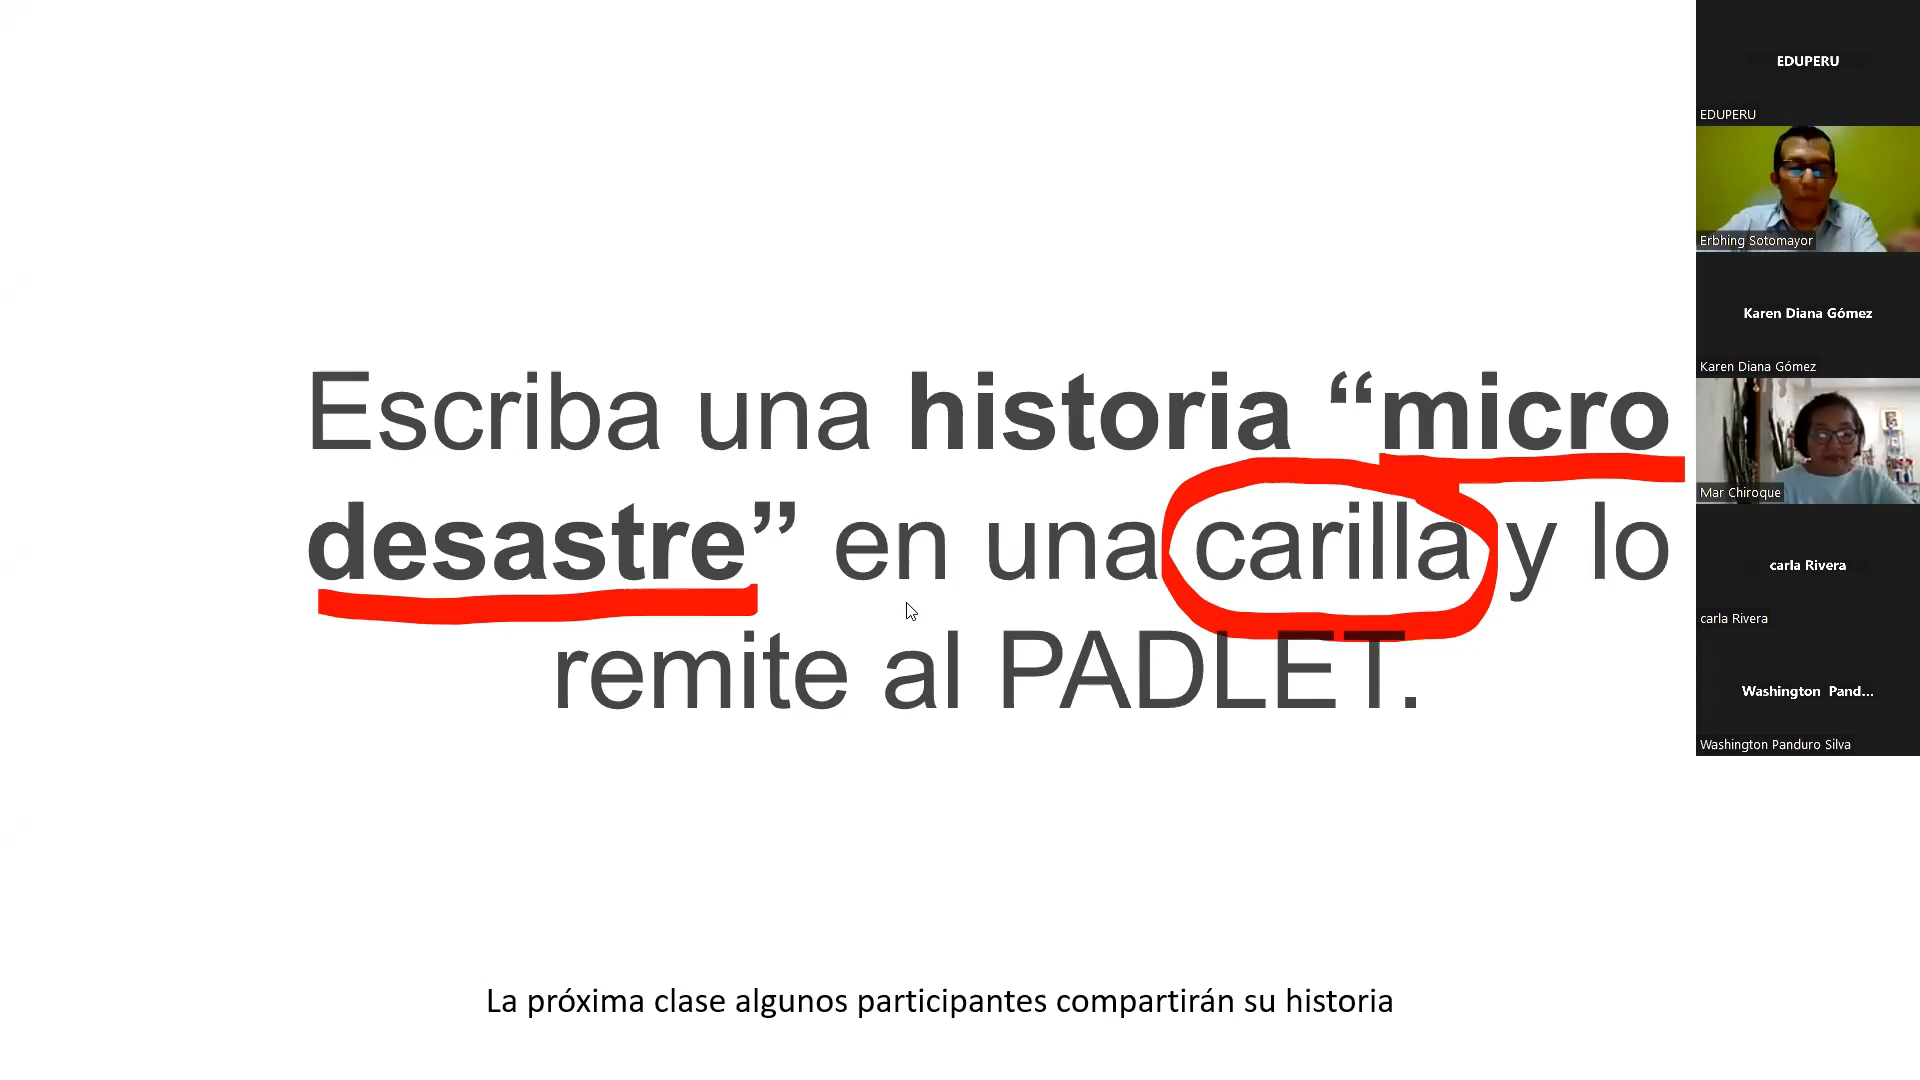 Escriba una historia “micro
desastre” en una carilla y lo
remite al PADLET.
La próxima clase algunos participantes compartirán su historia
EDUPERU
EDUPERU
Erbhing Sotomayor
Karen Diana Gómez
Karen Diana Gómez
Mar Chiroque
carla Rivera
carla Rivera
Washington Pand...
Washington Panduro Silva